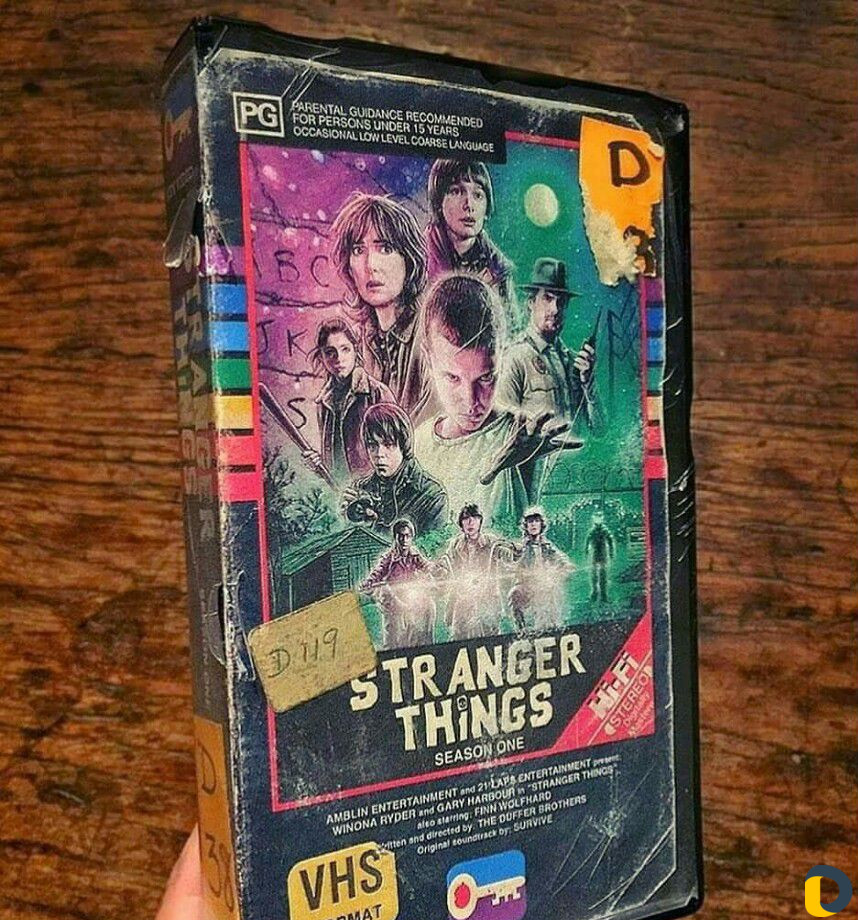 PG
PARENTAL GUIDANCE RECOMMENDED
FOR PERSONS UNDER 15 YEARS
OCCASIONAL LOW LEVEL COARSE LANGUAGE
D
A B C
J K
S
D 119
STRANGER
THINGS
SEASON ONE
Hi-Fi
STEREO
Digitally
AMBLIN ENTERTAINMENT and 21 LAPS ENTERTAINMENT present
WINONA RYDER and GARY HARBOUR in "STRANGER THINGS"
also starring: FINN WOLFHARD
written and directed by: THE DUFFER BROTHERS
Original soundtrack by: SURVIVE
VHS
STRANGER
THINGS
D
38